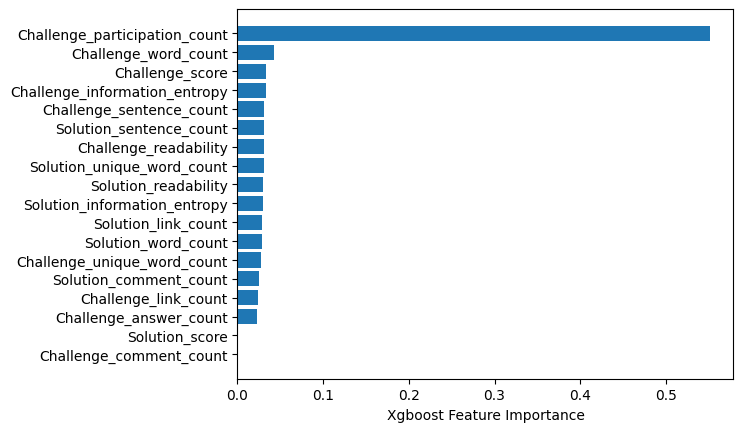 Challenge_participation_count
Challenge_word_count
Challenge_score
Challenge_information_entropy
Challenge_sentence_count
Solution_sentence_count
Challenge_readability
Solution_unique_word_count
Solution_readability
Solution_information_entropy
Solution_link_count
Solution_word_count
Challenge_unique_word_count
Solution_comment_count
Challenge_link_count
Challenge_answer_count
Solution_score
Challenge_comment_count
0.0 0.1 0.2 0.3 0.4 0.5
Xgboost Feature Importance